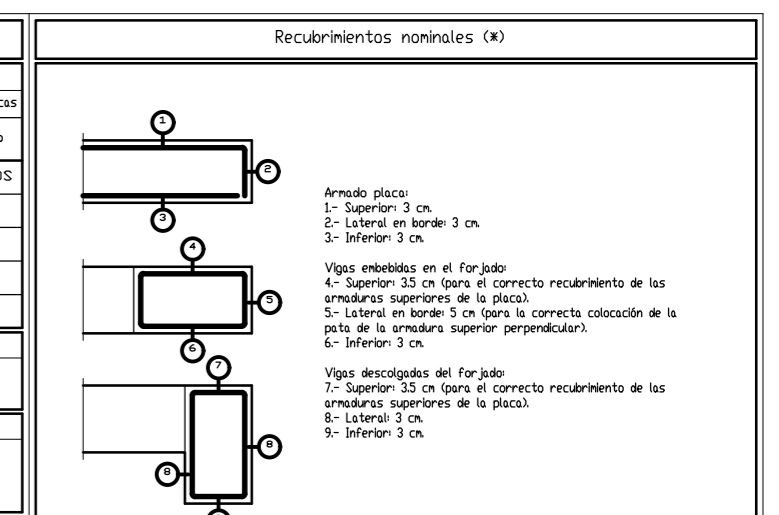 Recubrimientos nominales (*)
cas
OS
1
2
3
Armado placa:
1.- Superior: 3 cm.
2.- Lateral en borde: 3 cm.
3.- Inferior: 3 cm.
4
5
6
Vigas embebidas en el forjado:
4.- Superior: 3.5 cm (para el correcto recubrimiento de las
armaduras superiores de la placa).
5.- Lateral en borde: 5 cm (para la correcta colocación de la
pata de la armadura superior perpendicular).
6.- Inferior: 3 cm.
7
8
8
Vigas descolgadas del forjado:
7.- Superior: 3.5 cm (para el correcto recubrimiento de las
armaduras superiores de la placa).
8.- Lateral: 3 cm.
9.- Inferior: 3 cm.